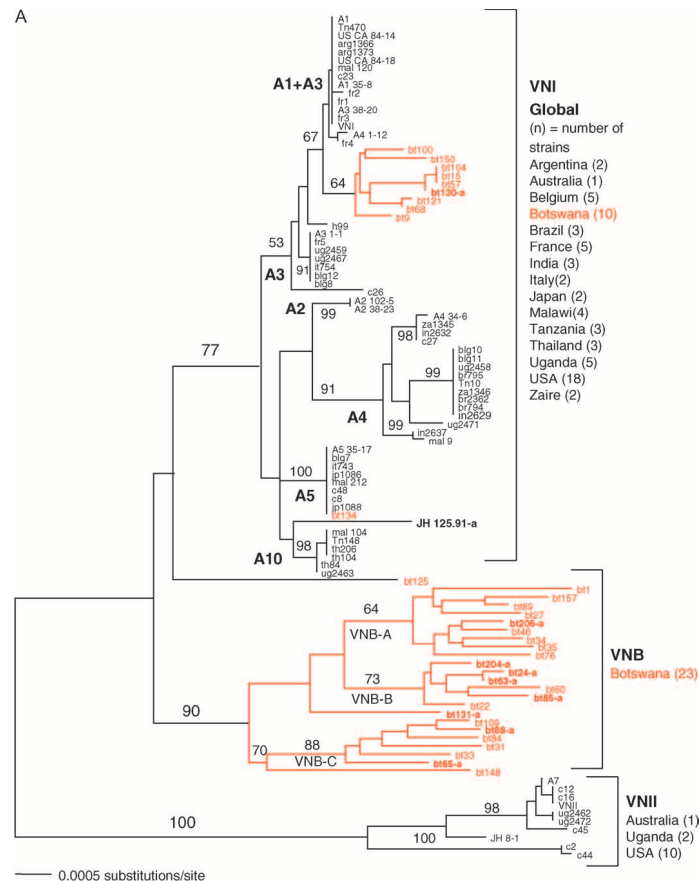 A
A1
Tn470
US CA 84-14
arg1366
arg1373
US CA 84-18
mal 120
c23
A1+A3
A1 35-8
fr2
fr1
A3 38-20
fr3
VNI
A4 1-12
fr4
67
bt100
bt150
bt104
bt15
bt57
64
bt130-a
bt121
bt68
bt9
h99
A3 1-1
53
fr5
ug2459
ug2467
A3
91
it754
blg12
blg8
c26
A2
A2 102-5
99
A2 38-23
A4 34-6
98
za1345
in2632
c27
77
blg10
blg11
ug2458
99
br795
Tn10
91
za1346
br2362
A4
br794
in2629
99
ug2471
in2637
mal 9
A5 35-17
blg7
it743
100
jp1086
mal 212
A5
c48
c8
jp1088
bt134
JH 125.91-a
mal 104
98
Tn148
th206
A10
th104
th84
ug2463
bt125
VNI
Global
(n) = number of
strains
Argentina (2)
Australia (1)
Belgium (5)
Botswana (10)
Brazil (3)
France (5)
India (3)
Italy(2)
Japan (2)
Malawi(4)
Tanzania (3)
Thailand (3)
Uganda (5)
USA (18)
Zaire (2)
bt1
64
bt157
bt89
bt27
VNB-A
bt206-a
bt46
bt34
bt35
bt76
73
bt204-a
bt24-a
bt63-a
VNB-B
bt60
bt85-a
bt22
90
bt131-a
bt109
88
bt88-a
bt84
70
bt31
VNB-C
bt33
bt65-a
bt148
VNB
Botswana (23)
A7
c12
98
c16
VNII
ug2462
ug2472
100
c45
100
JH 8-1
c2
c44
VNII
Australia (1)
Uganda (2)
USA (10)
0.0005 substitutions/site